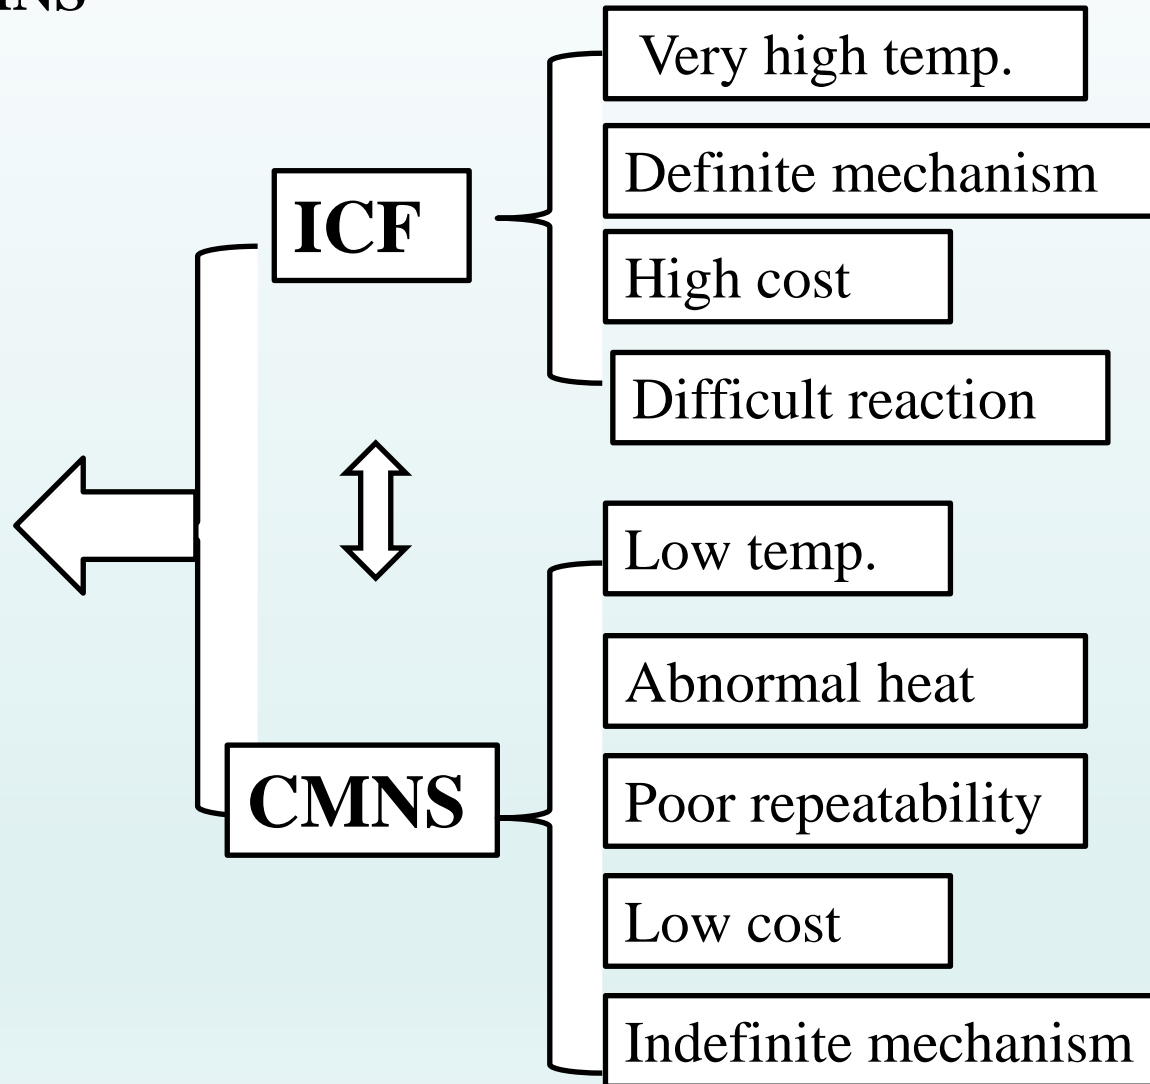 Very high temp.
Definite mechanism
ICF
High cost
Difficult reaction
Low temp.
Abnormal heat
CMNS
Poor repeatability
Low cost
Indefinite mechanism